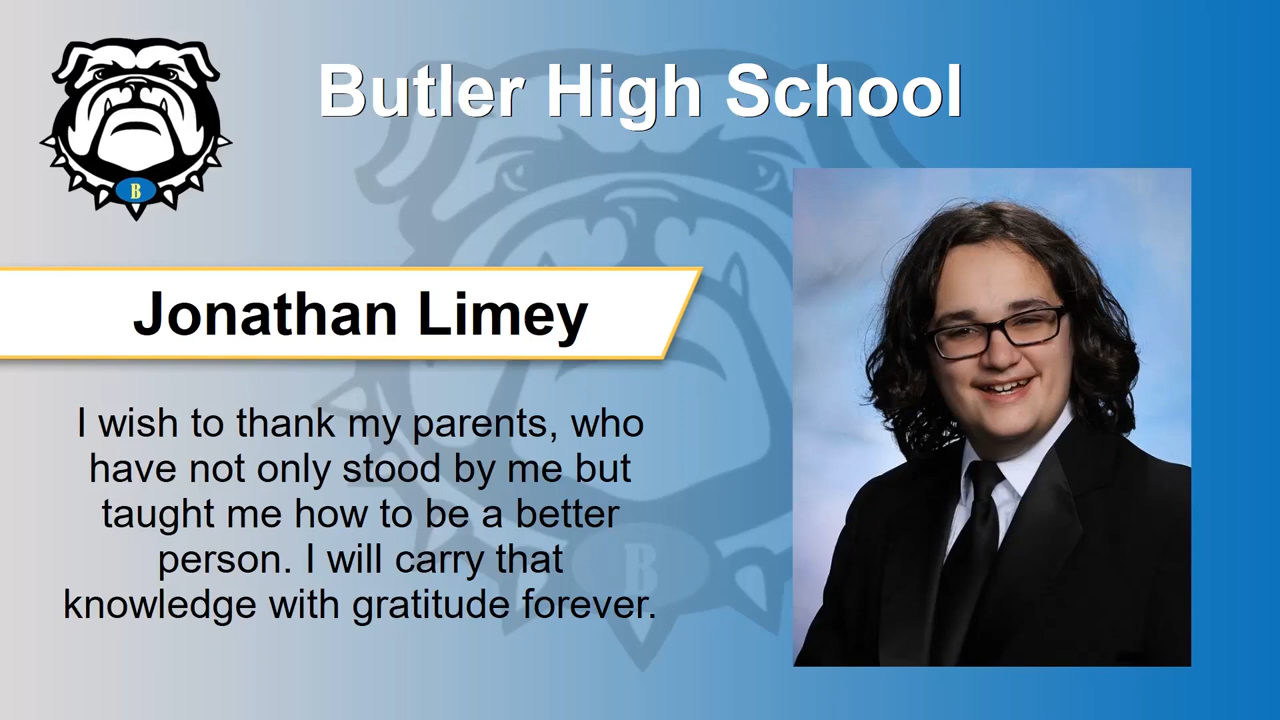 Butler High School
B
Jonathan Limey
I wish to thank my parents, who
have not only stood by me but
taught me how to be a better
person. I will carry that
knowledge with gratitude forever.
B